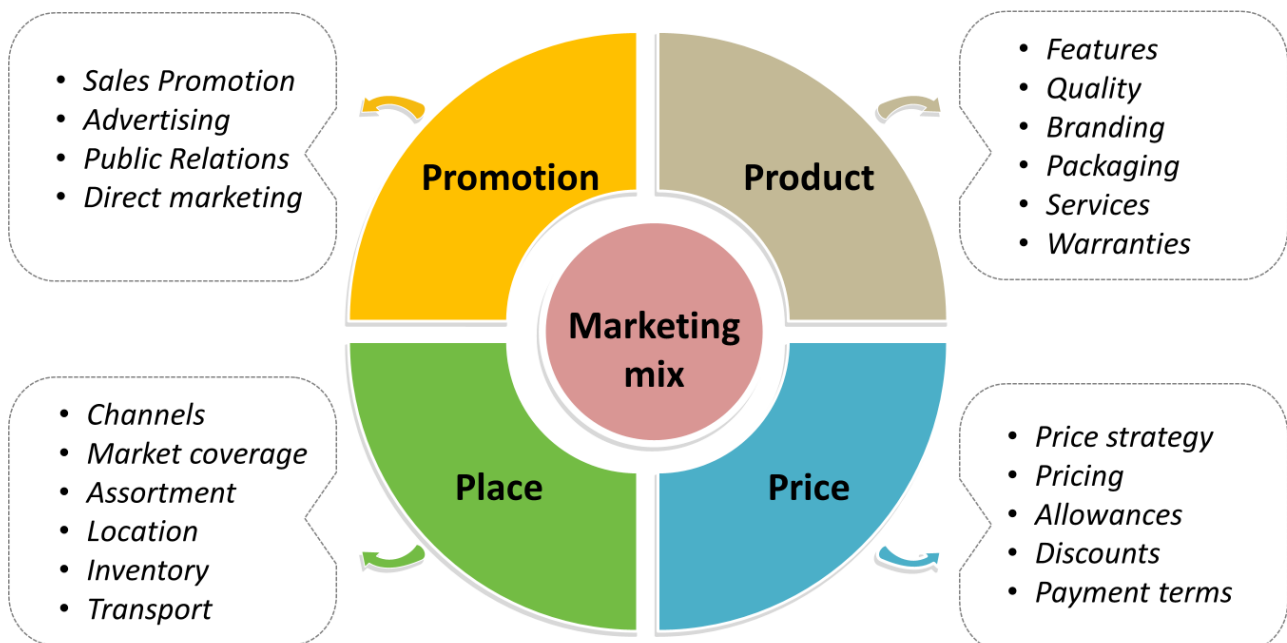 • Sales Promotion
• Advertising
• Public Relations
• Direct marketing
Promotion
Product
• Features
• Quality
• Branding
• Packaging
• Services
• Warranties
Marketing
mix
• Channels
• Market coverage
• Assortment
• Location
• Inventory
• Transport
Place
Price
• Price strategy
• Pricing
• Allowances
• Discounts
• Payment terms